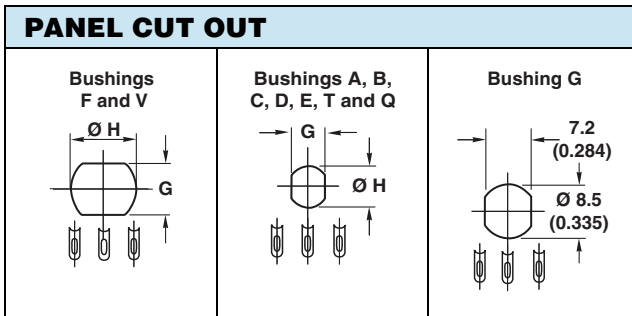 PANEL CUT OUT
Bushings
F and V
Ø H
G
Bushings A, B,
C, D, E, T and Q
G
Ø H
Bushing G
7.2
(0.284)
Ø 8.5
(0.335)